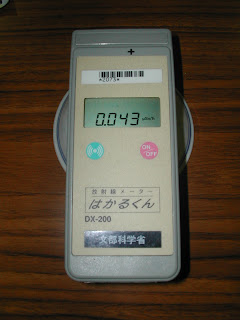 +
*2073*
0.043 μSv/h
ON
OFF
放射線メーター
はかるくん
DX-200
文部科学省